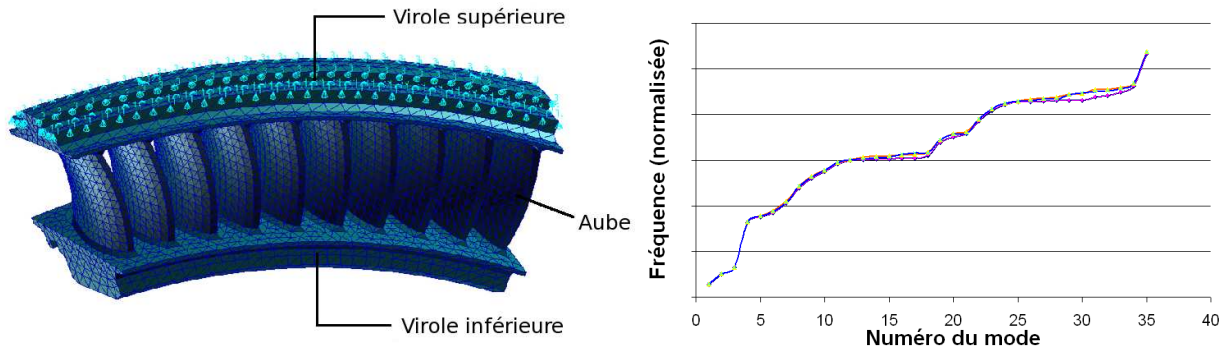 Virole supérieure
Aube
Virole inférieure
Fréquence (normalisée)
0 5 10 15 20 25 30 35 40
Numéro du mode